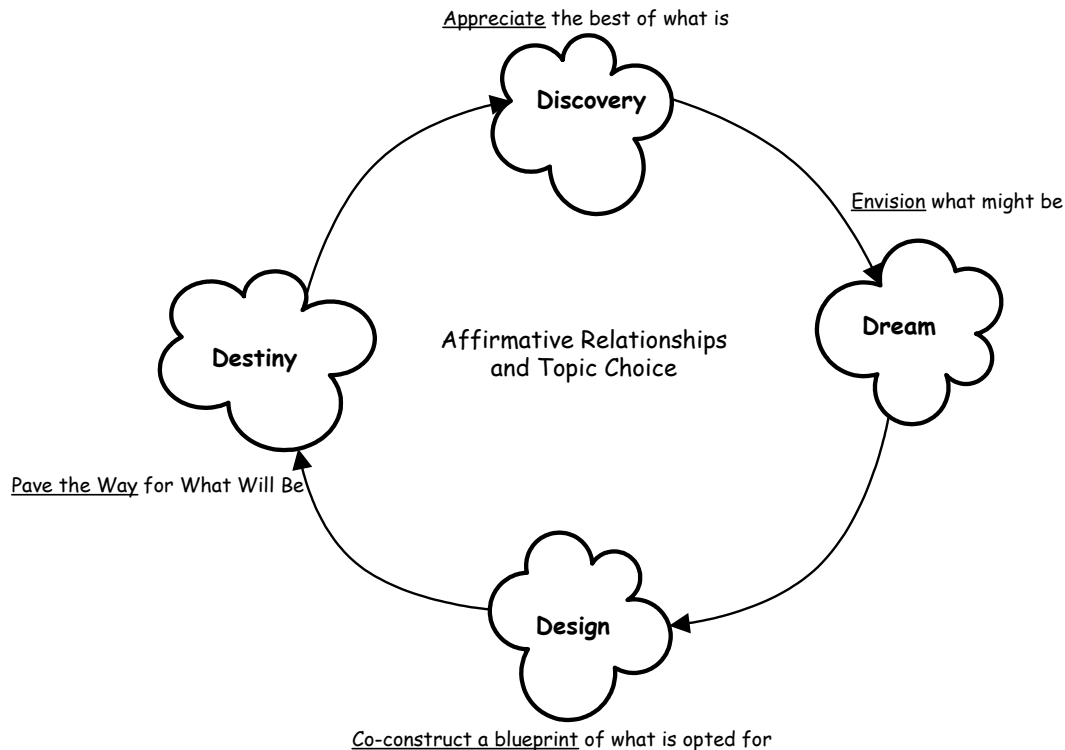 Appreciate the best of what is
Discovery
Envision what might be
Dream
Affirmative Relationships
and Topic Choice
Destiny
Pave the Way for What Will Be
Design
Co-construct a blueprint of what is opted for